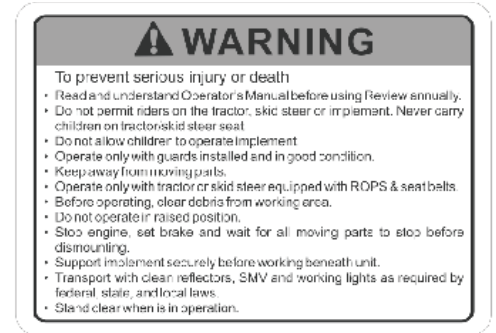 WARNING
To prevent serious injury or death
• Read and understand Operator's Manual before using Review annually.
• Do not permit riders on the tractor, skid steer or implement. Never carry
children on tractor/skid steer seat
• Do not allow children to operate implement
• Operate only with guards installed and in good condition.
• Keep away from moving parts.
• Operate only with tractor or skid steer equipped with ROPS & seat belts.
• Before operating, clear debris from working area.
• Do not operate in raised position.
• Stop engine, set brake and wait for all moving parts to stop before
dismounting.
• Support implement securely before working beneath unit.
• Transport with clean reflectors, SMV and working lights as required by
federal, state, and local laws.
• Stand clear when is in operation.